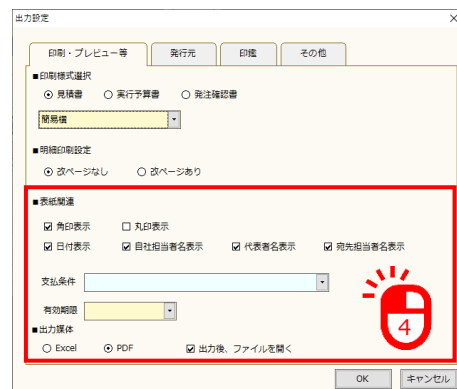 出力設定
印刷・プレビュー等 発行元 印鑑 その他
■印刷様式選択
見積書 実行予算書 発注確認書
簡易横
■明細印刷設定
改ページなし 改ページあり
■表紙関連
角印表示 丸印表示
日付表示 自社担当者名表示 代表者名表示 宛先担当者名表示
支払条件
有効期限
■出力媒体
Excel PDF 出力後、ファイルを開く
4
OK キャンセル